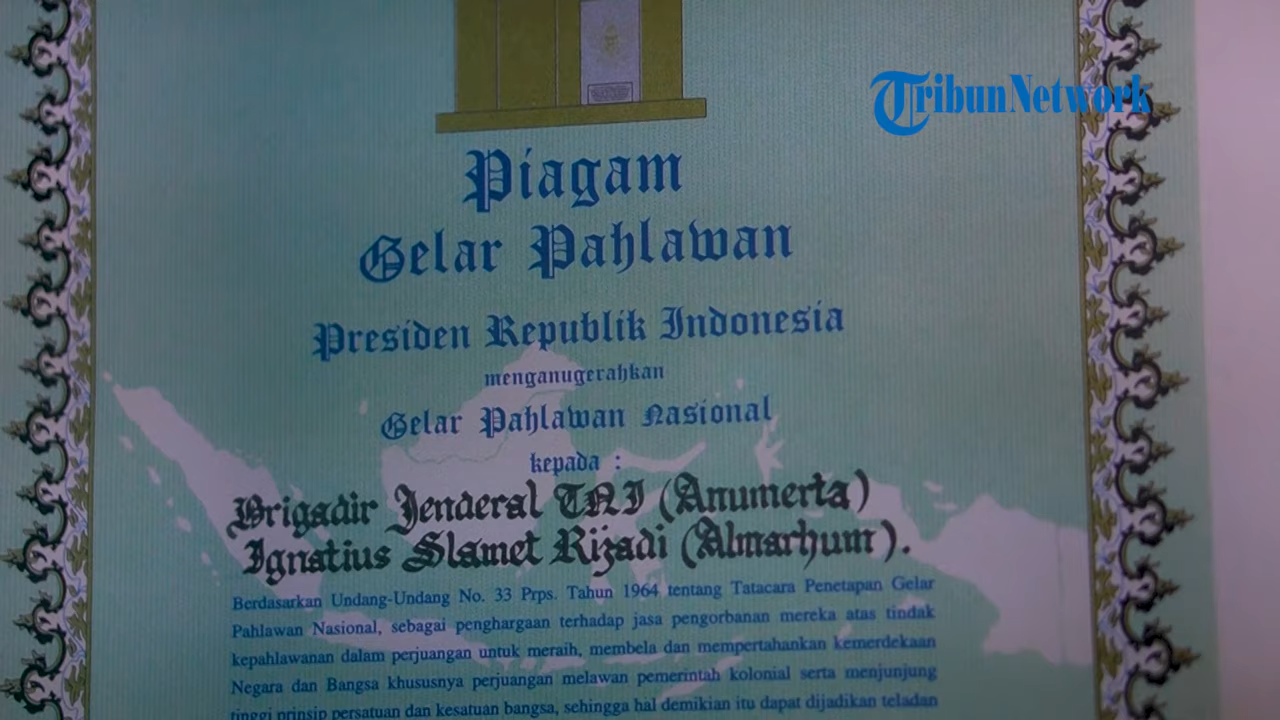 TribunNetwork
Piagam
Gelar Pahlawan
Presiden Republik Indonesia
menganugerahkan
Gelar Pahlawan Nasional
kepada :
Brigadir Jenderal TNI (Anumerta)
Ignatius Slamet Rijadi (Almarhum).
Berdasarkan Undang-Undang No. 33 Prps. Tahun 1964 tentang Tatacara Penetapan Gelar
Pahlawan Nasional, sebagai penghargaan terhadap jasa pengorbanan mereka atas tindak
kepahlawanan dalam perjuangan untuk meraih, membela dan mempertahankan kemerdekaan
Negara dan Bangsa khususnya perjuangan melawan pemerintah kolonial serta menjunjung
tinggi prinsip persatuan dan kesatuan bangsa, sehingga hal demikian itu dapat dijadikan teladan